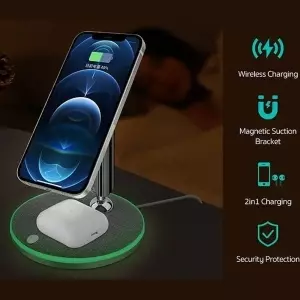 Wireless Charging
Magnetic Suction
Bracket
2in1 Charging
Security Protection